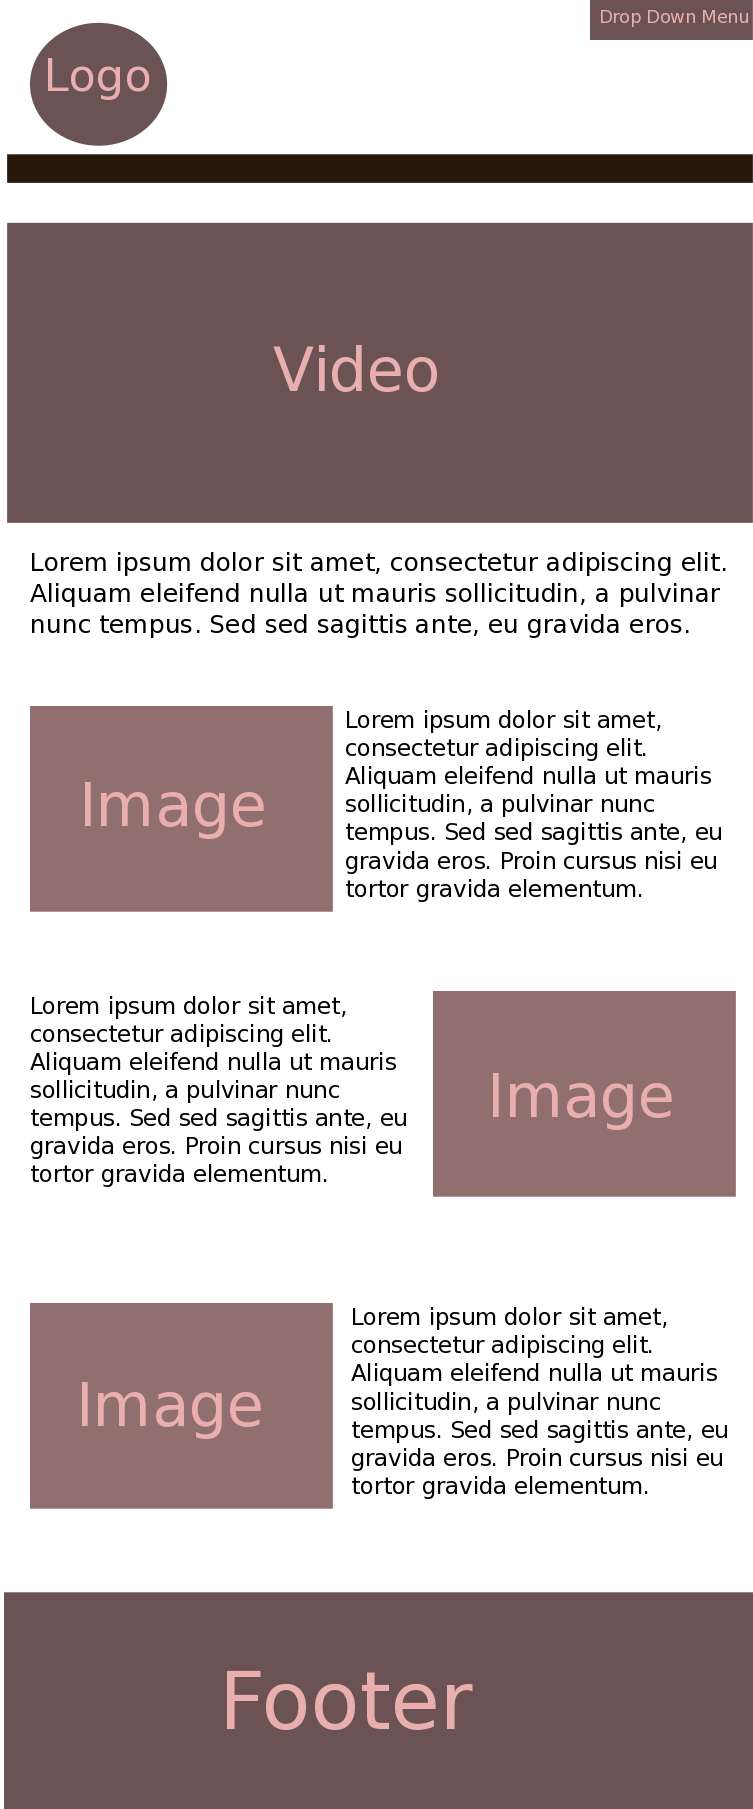 Drop Down Menu
Logo
Video
Lorem ipsum dolor sit amet, consectetur adipiscing elit.
Aliquam eleifend nulla ut mauris sollicitudin, a pulvinar
nunc tempus. Sed sed sagittis ante, eu gravida eros.
Image
Lorem ipsum dolor sit amet,
consectetur adipiscing elit.
Aliquam eleifend nulla ut mauris
sollicitudin, a pulvinar nunc
tempus. Sed sed sagittis ante, eu
gravida eros. Proin cursus nisi eu
tortor gravida elementum.
Lorem ipsum dolor sit amet,
consectetur adipiscing elit.
Aliquam eleifend nulla ut mauris
sollicitudin, a pulvinar nunc
tempus. Sed sed sagittis ante, eu
gravida eros. Proin cursus nisi eu
tortor gravida elementum.
Image
Image
Lorem ipsum dolor sit amet,
consectetur adipiscing elit.
Aliquam eleifend nulla ut mauris
sollicitudin, a pulvinar nunc
tempus. Sed sed sagittis ante, eu
gravida eros. Proin cursus nisi eu
tortor gravida elementum.
Footer